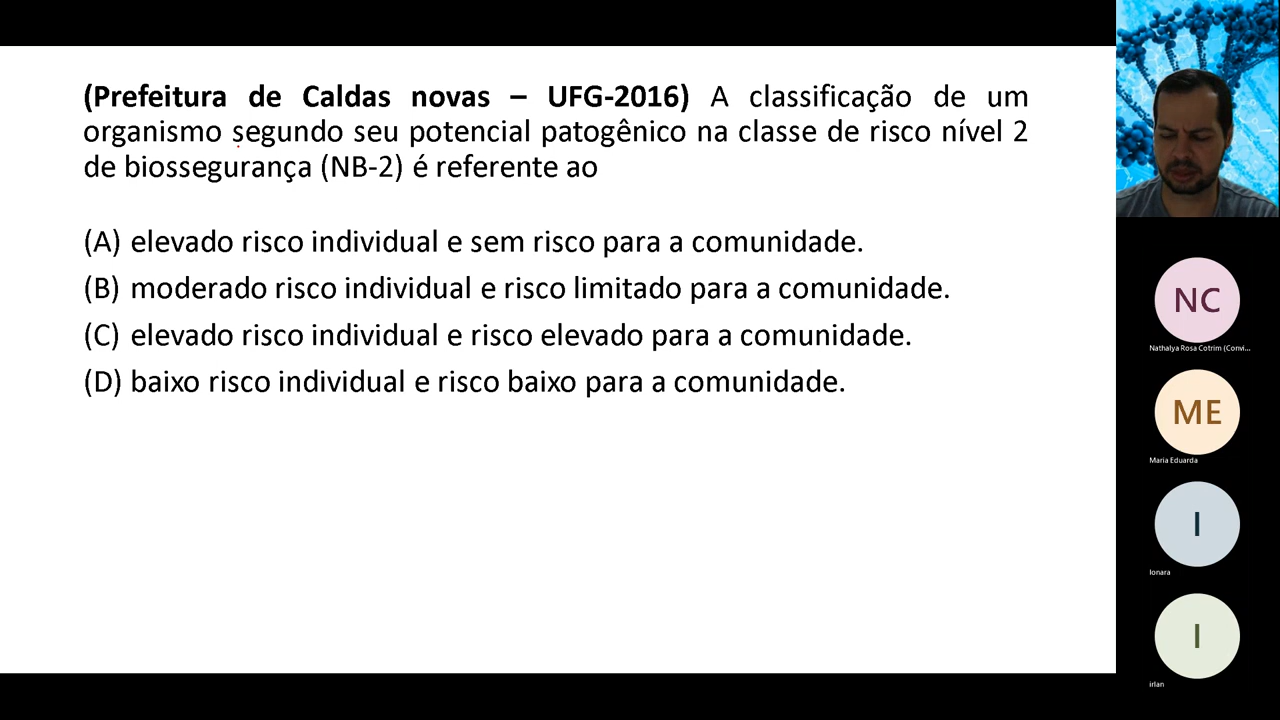 (Prefeitura de Caldas novas – UFG-2016) A classificação de um
organismo segundo seu potencial patogênico na classe de risco nível 2
de biossegurança (NB-2) é referente ao
(A) elevado risco individual e sem risco para a comunidade.
(B) moderado risco individual e risco limitado para a comunidade.
(C) elevado risco individual e risco elevado para a comunidade.
(D) baixo risco individual e risco baixo para a comunidade.
NC
Nathalya Rosa Cotrim (Convi...
ME
Maria Eduarda
I
Ionara
I
irlan